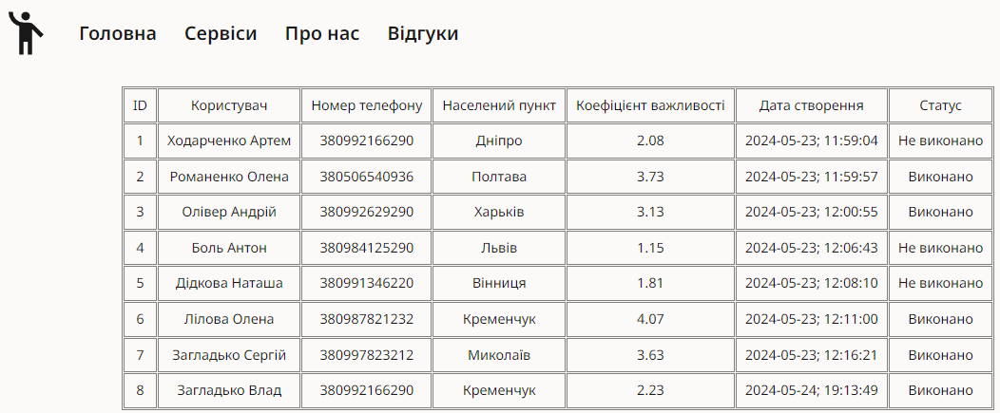 Головна Сервіси Про нас Відгуки
ID Користувач Номер телефону Населений пункт Коефіцієнт важливості Дата створення Статус
1 Ходарченко Артем 380992166290 Дніпро 2.08 2024-05-23; 11:59:04 Не виконано
2 Романенко Олена 380506540936 Полтава 3.73 2024-05-23; 11:59:57 Виконано
3 Олівер Андрій 380992629290 Харьків 3.13 2024-05-23; 12:00:55 Виконано
4 Боль Антон 380984125290 Львів 1.15 2024-05-23; 12:06:43 Не виконано
5 Дідкова Наташа 380991346220 Вінниця 1.81 2024-05-23; 12:08:10 Не виконано
6 Лілова Олена 380987821232 Кременчук 4.07 2024-05-23; 12:11:00 Виконано
7 Загладько Сергій 380997823212 Миколаїв 3.63 2024-05-23; 12:16:21 Виконано
8 Загладько Влад 380992166290 Кременчук 2.23 2024-05-24; 19:13:49 Виконано